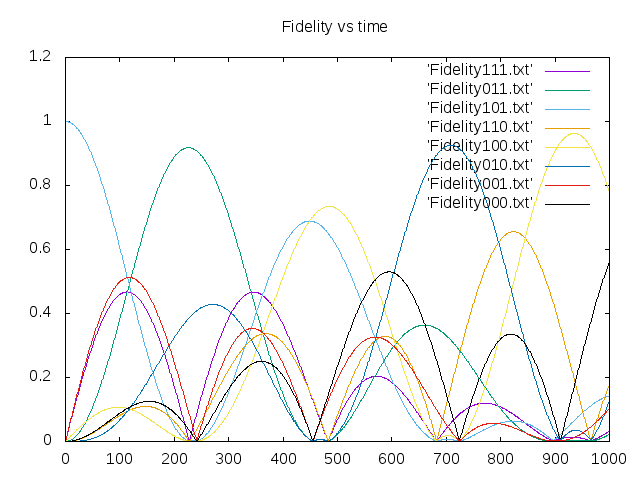 Fidelity vs time
1.2
1
0.8
0.6
0.4
0.2
0
0 100 200 300 400 500 600 700 800 900 1000
'Fidelity111.txt'
'Fidelity011.txt'
'Fidelity101.txt'
'Fidelity110.txt'
'Fidelity100.txt'
'Fidelity010.txt'
'Fidelity001.txt'
'Fidelity000.txt'